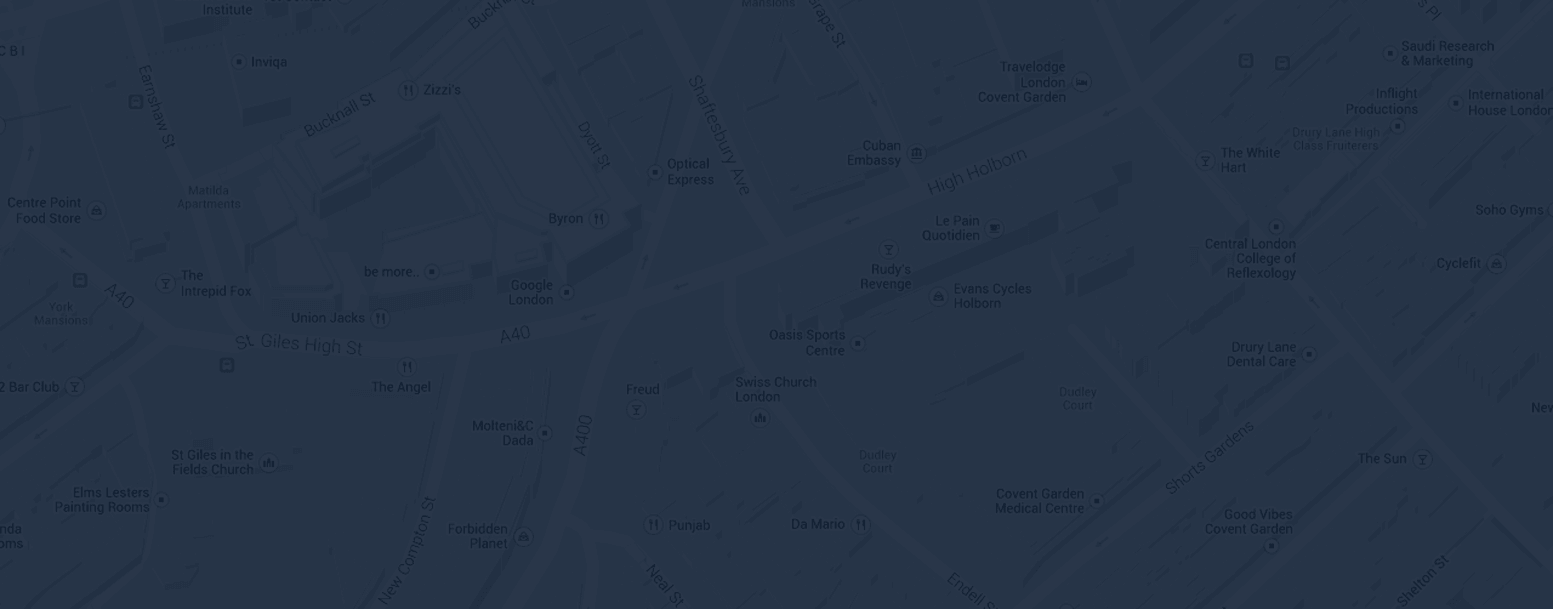 Institute
Mansions
C B I
Inviqa
Earnshaw St
Zizzi's
Bucknall St
Dyott St
Shaftesbury Ave
Optical
Express
Travelodge
London
Covent Garden
Cuban
Embassy
High Holborn
Saudi Research
& Marketing
Inflight
Productions
International
House London
Drury Lane High
Class Fruiterers
The White
Hart
Matilda
Apartments
Centre Point
Food Store
Byron
Le Pain
Quotidien
Soho Gyms
Central London
College of
Reflexology
Cyclefit
be more..
The
Intrepid Fox
Google
London
Rudy's
Revenge
Evans Cycles
Holborn
A40
York
Mansions
Union Jacks
St Giles High St
A40
Oasis Sports
Centre
Drury Lane
Dental Care
2 Bar Club
The Angel
Freud
Swiss Church
London
Dudley
Court
Molteni&C
Dada
A400
Dudley
Court
St Giles in the
Fields Church
The Sun
Shorts Gardens
Elms Lesters
Painting Rooms
Covent Garden
Medical Centre
Good Vibes
Covent Garden
New Compton St
Forbidden
Planet
Punjab
Da Mario
Neal St
Endell S
Shelton St